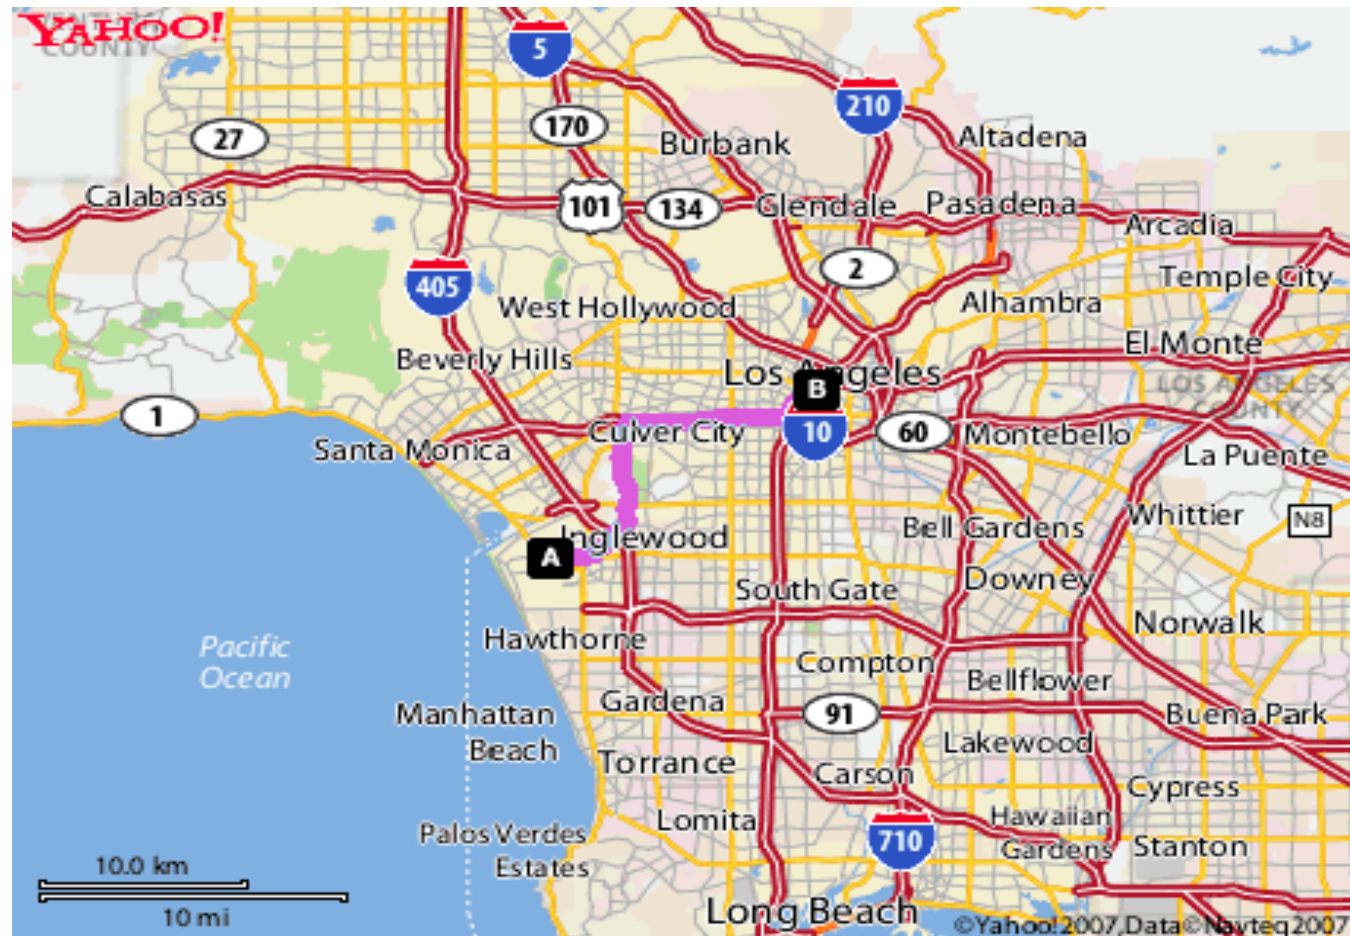 YAHOO!
VENTURA
COUNTY
5
210
27
170
Burbank
Altadena
Calabasas
101
134
Glendale
Pasadena
Arcadia
2
Temple City
405
West Hollywood
Alhambra
Beverly Hills
El Monte
Los Angeles
B
LOS ANGELES
COUNTY
1
Culver City
10
60
Montebello
Santa Monica
La Puente
Inglewood
Bell Gardens
Whittier
N8
A
South Gate
Downey
Hawthorne
Norwalk
Pacific
Ocean
Compton
Bellflower
Gardena
91
Manhattan
Beach
Buena Park
Lakewood
Torrance
Carson
Cypress
Lomita
Hawaiian
Gardens
Palos Verdes
Estates
710
Stanton
10.0 km
10 mi
Long Beach
©Yahoo!2007,Data©Navteq2007